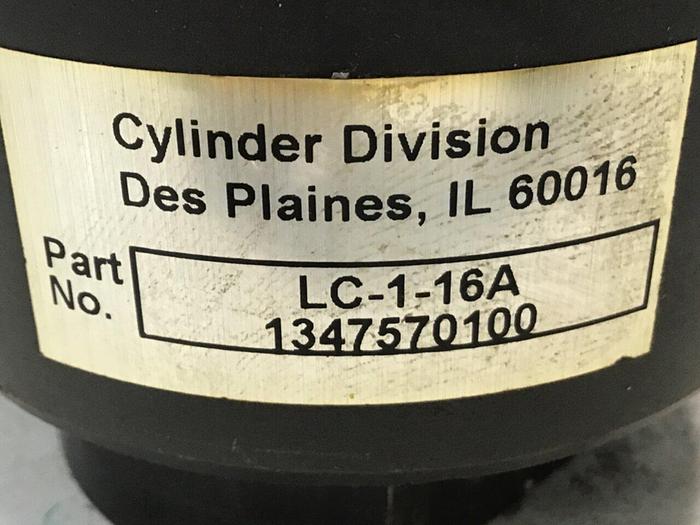 Cylinder Division
Des Plaines, IL 60016
Part No.
LC-1-16A
1347570100